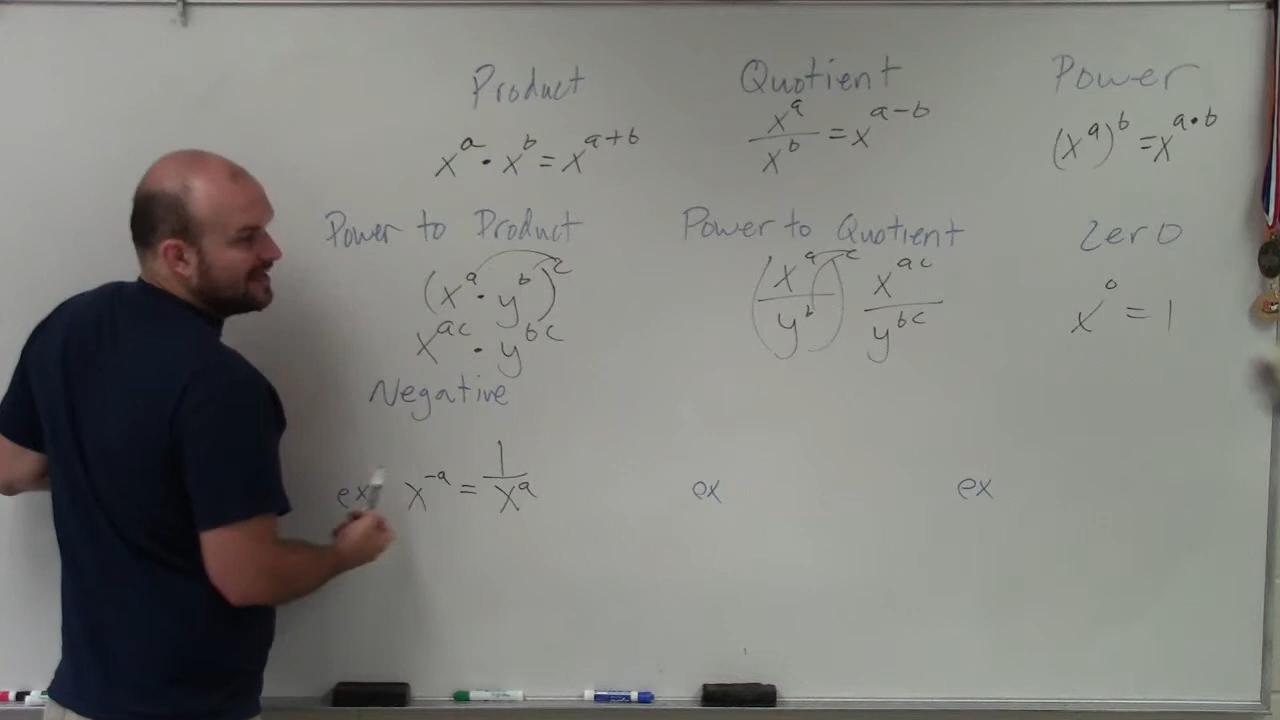 Product Quotient Power
x^a · x^b = x^{a+b} x^a/x^b = x^{a-b} (x^a)^b = x^{a·b}
Power to Product Power to Quotient Zero
(x^a · y^b)^c (x^a/y^b)^c x^{ac}/y^{bc} x^0 = 1
x^{ac} · y^{bc}
Negative
ex x^{-a} = 1/x^a ex ex